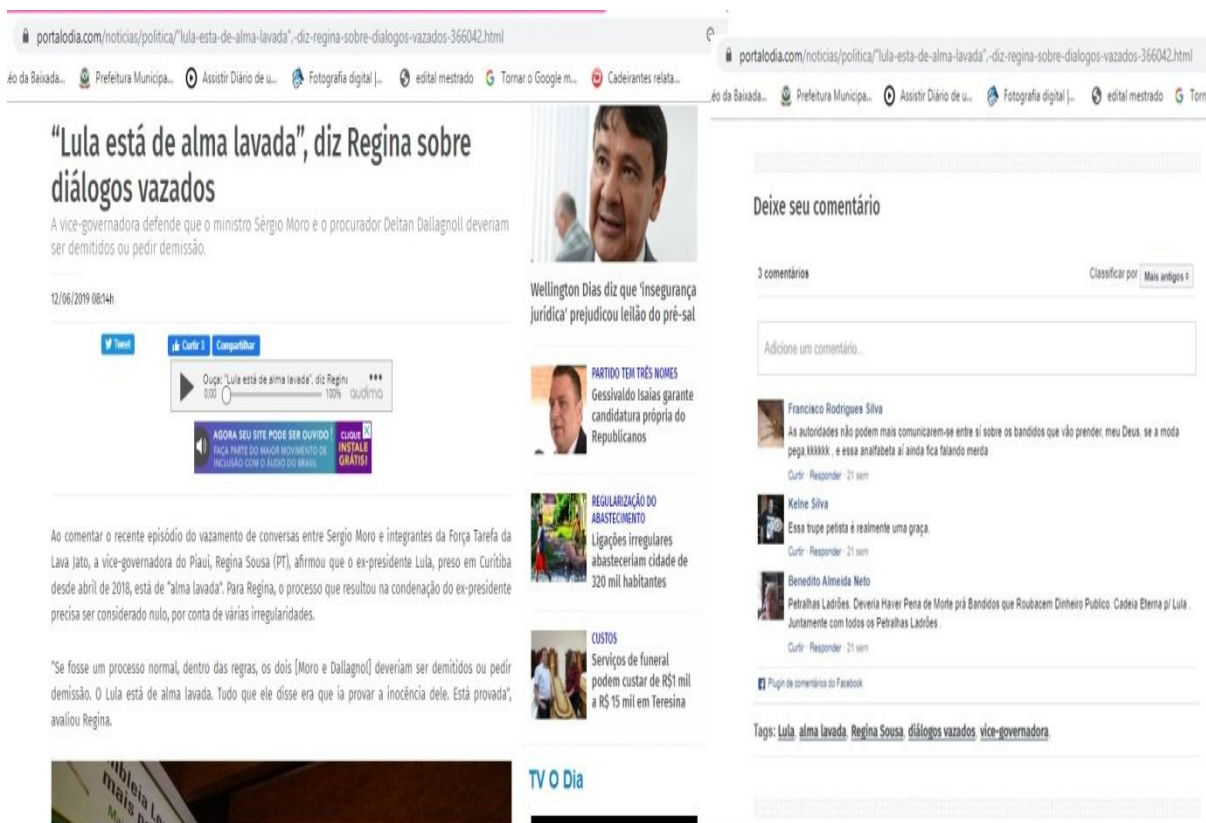 portalodia.com/noticias/politica/"lula-esta-de-alma-lavada",-diz-regina-sobre-dialogos-vazados-366042.html
éo da Baixada... Prefeitura Municipa... Assistir Diário de u... Fotografia digital |... edital mestrado Tornar o Google m... Cadeirantes relata...
“Lula está de alma lavada”, diz Regina sobre
diálogos vazados
A vice-governadora defende que o ministro Sérgio Moro e o procurador Deltan Dallagnoll deveriam
ser demitidos ou pedir demissão.
12/06/2019 08:14h
Tweet
Curtir 3 Compartilhar
Ouça: "Lula está de alma lavada", diz Regin
0:00 100% audima
AGORA SEU SITE PODE SER OUVIDO!
FAÇA PARTE DO MAIOR MOVIMENTO DE
INCLUSÃO COM O ÁUDIO DO BRASIL
CLIQUE
INSTALE
GRÁTIS!
Ao comentar o recente episódio do vazamento de conversas entre Sergio Moro e integrantes da Força Tarefa da
Lava Jato, a vice-governadora do Piauí, Regina Sousa (PT), afirmou que o ex-presidente Lula, preso em Curitiba
desde abril de 2018, está de "alma lavada". Para Regina, o processo que resultou na condenação do ex-presidente
precisa ser considerado nulo, por conta de várias irregularidades.
"Se fosse um processo normal, dentro das regras, os dois [Moro e Dallagnol] deveriam ser demitidos ou pedir
demissão. O Lula está de alma lavada. Tudo que ele disse era que ia provar a inocência dele. Está provada",
avaliou Regina.
mais
Wellington Dias diz que 'insegurança
jurídica' prejudicou leilão do pré-sal
PARTIDO TEM TRÊS NOMES
Gessivaldo Isaias garante
candidatura própria do
Republicanos
REGULARIZAÇÃO DO
ABASTECIMENTO
Ligações irregulares
abasteceriam cidade de
320 mil habitantes
CUSTOS
Serviços de funeral
podem custar de R$1 mil
a R$ 15 mil em Teresina
TV O Dia
portalodia.com/noticias/politica/"lula-esta-de-alma-lavada",-diz-regina-sobre-dialogos-vazados-366042.html
éo da Baixada... Prefeitura Municipa... Assistir Diário de u... Fotografia digital |... edital mestrado Torn
Deixe seu comentário
3 comentários Classificar por Mais antigos
Adicione um comentário...
Francisco Rodrigues Silva
As autoridades não podem mais comunicarem-se entre sí sobre os bandidos que vão prender, meu Deus, se a moda
pega,kkkkkk , e essa analfabeta aí ainda fica falando merda
Curtir · Responder · 21 sem
Kelne Silva
Essa trupe petista é realmente uma graça.
Curtir · Responder · 21 sem
Benedito Almeida Neto
Petralhas Ladrões. Deveria Haver Pena de Morte prá Bandidos que Roubacem Dinheiro Publico. Cadeia Eterna p/ Lula .
Juntamente com todos os Petralhas Ladrões .
Curtir · Responder · 21 sem
Plugin de comentários do Facebook
Tags: Lula, alma lavada, Regina Sousa, diálogos vazados, vice-governadora,